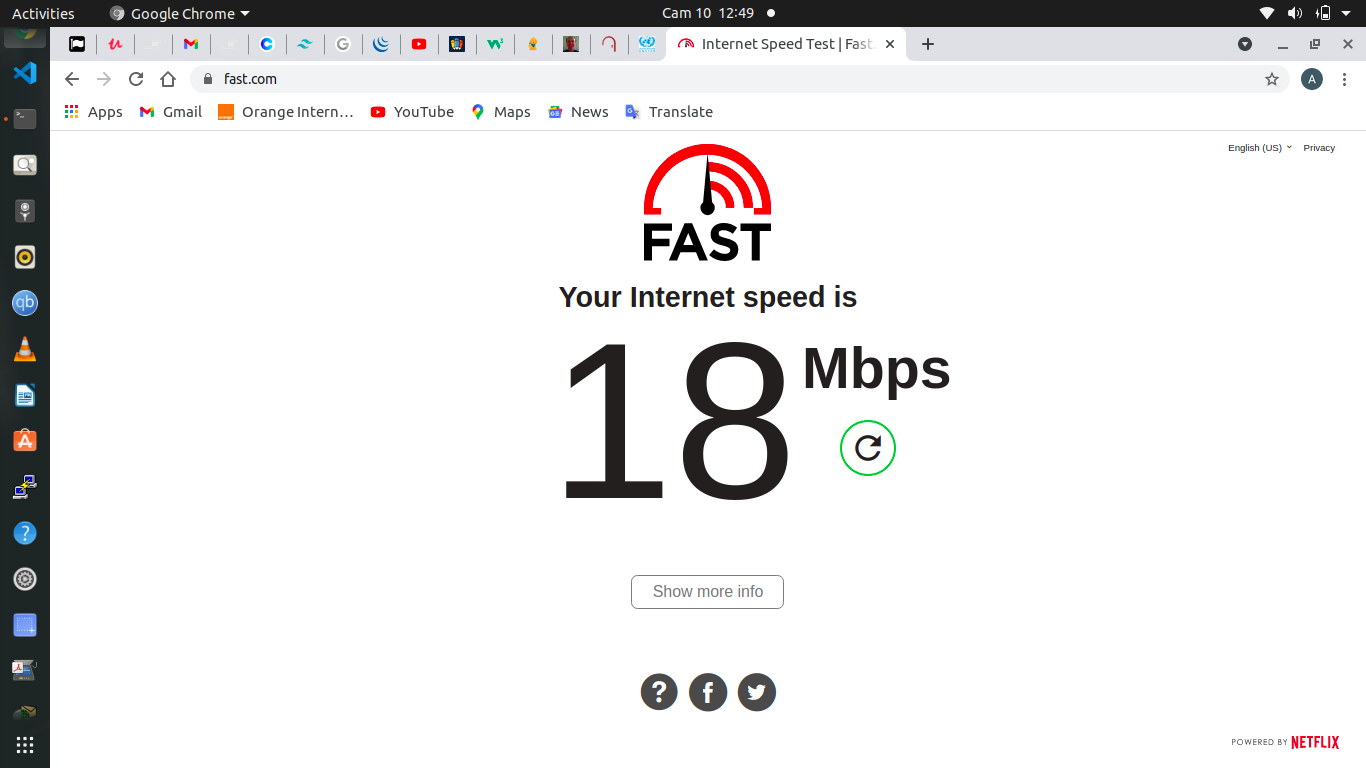 Activities
Google Chrome
Cam 10 12:49
Internet Speed Test | Fast.
fast.com
A
Apps
Gmail
Orange Intern…
YouTube
Maps
News
Translate
English (US)
Privacy
FAST
Your Internet speed is
18 Mbps
Show more info
POWERED BY NETFLIX